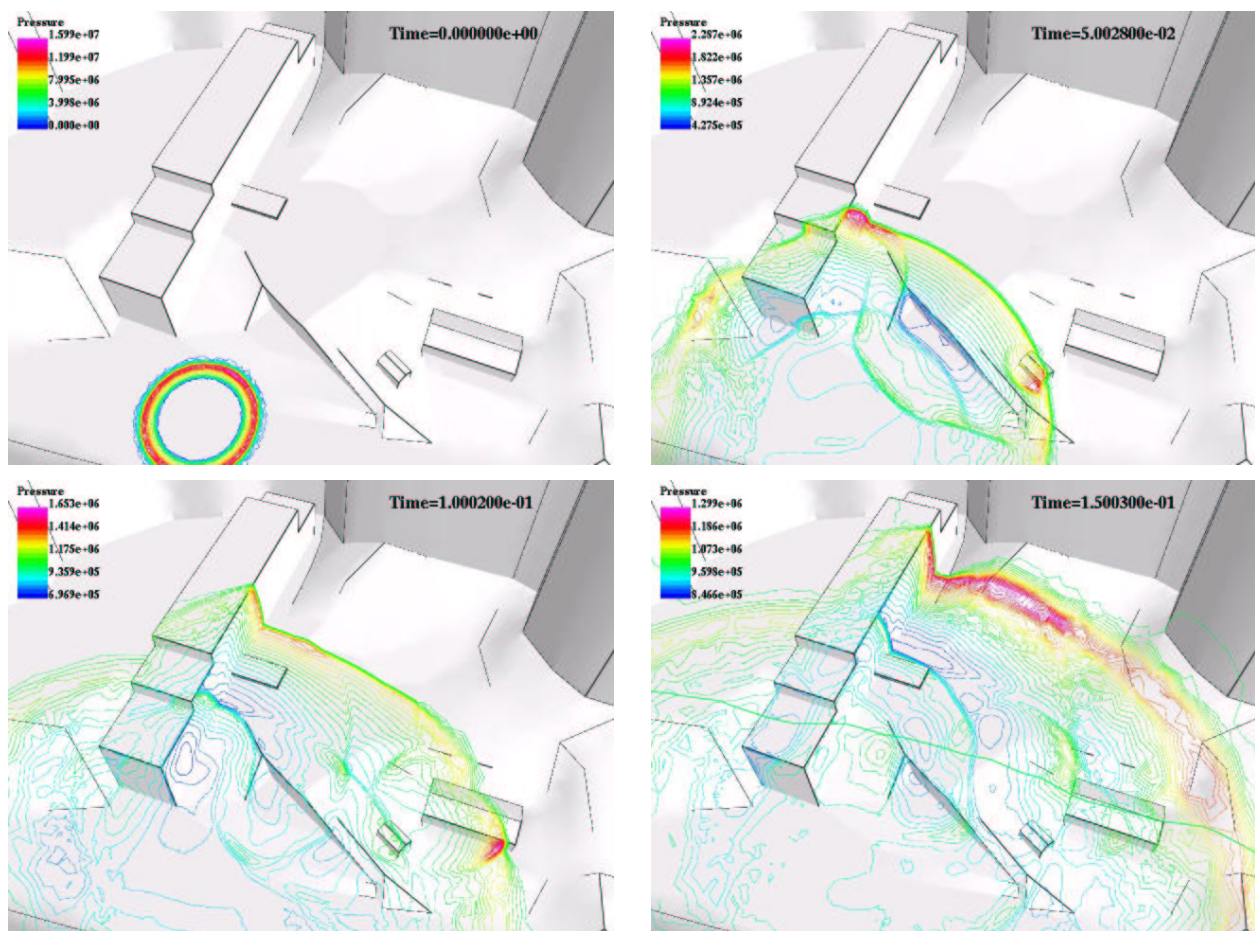 Pressure
1.599e+07
1.199e+07
7.995e+06
3.998e+06
0.000e+00
Time=0.000000e+00
Pressure
2.287e+06
1.822e+06
1.357e+06
8.924e+05
4.275e+05
Time=5.002800e-02
Pressure
1.653e+06
1.414e+06
1.175e+06
9.359e+05
6.969e+05
Time=1.000200e-01
Pressure
1.299e+06
1.186e+06
1.073e+06
9.598e+05
8.466e+05
Time=1.500300e-01